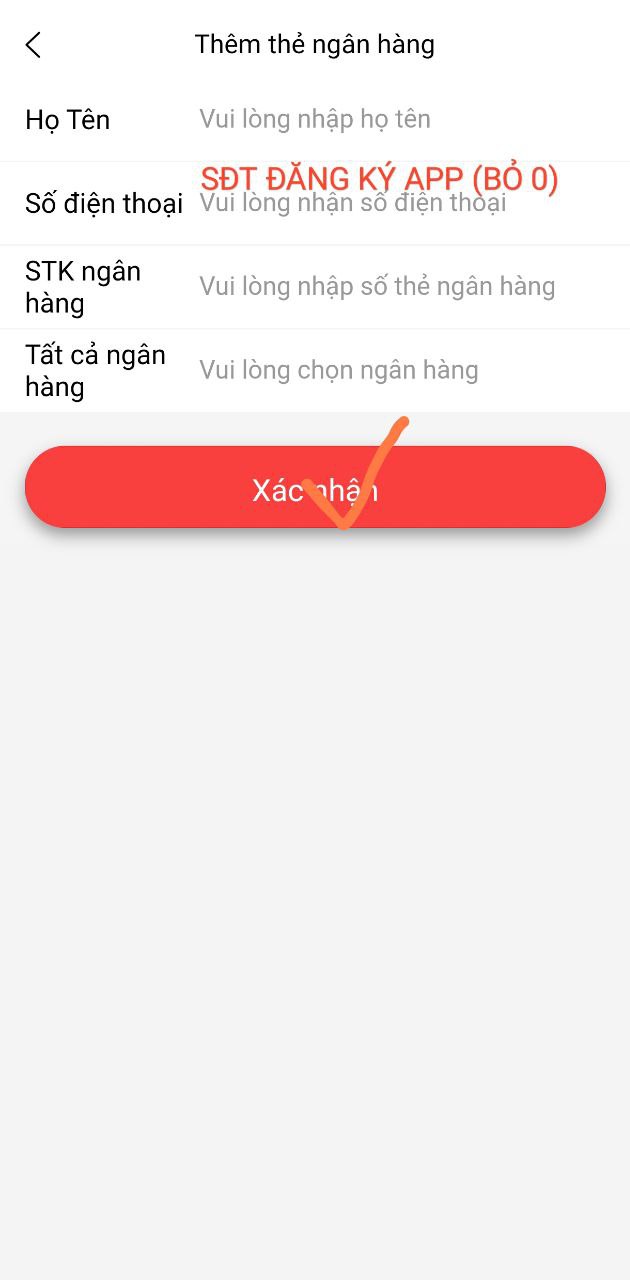 Thêm thẻ ngân hàng
Họ Tên
Vui lòng nhập họ tên
SĐT ĐĂNG KÝ APP (BỎ 0)
Số điện thoại
Vui lòng nhận số điện thoại
STK ngân
hàng
Vui lòng nhập số thẻ ngân hàng
Tất cả ngân
hàng
Vui lòng chọn ngân hàng
Xác nhận